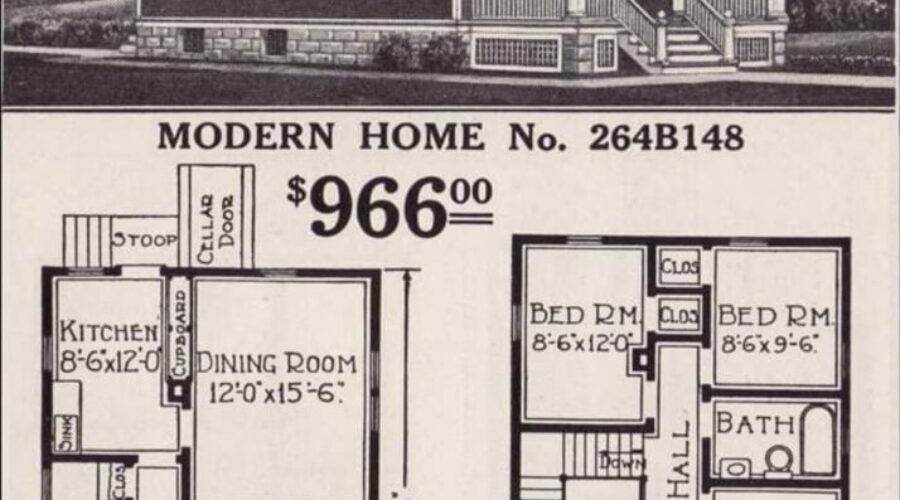 MODERN HOME No. 264B148
$966.00
STOOP
CELLAR DOOR
KITCHEN
8'-6"x12'-0"
CUPBOARD
DINING ROOM
12'-0"x15'-6"
SINK
CLOS
BED RM.
8'-6"x12'-0"
CLOS
CLOS
BED RM.
8'-6"x9'-6"
BATH
HALL
DOWN